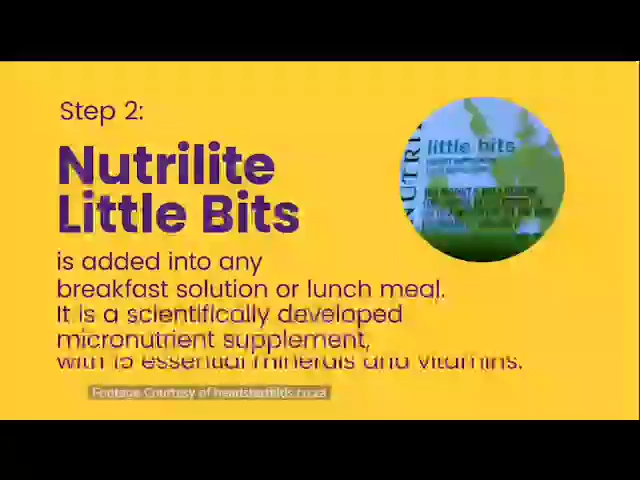 Step 2:
Nutrilite
Little Bits
is added into any
breakfast solution or lunch meal.
It is a scientifically developed
micronutrient supplement,
with 15 essential minerals and vitamins.
little bits
Footage Courtesy of